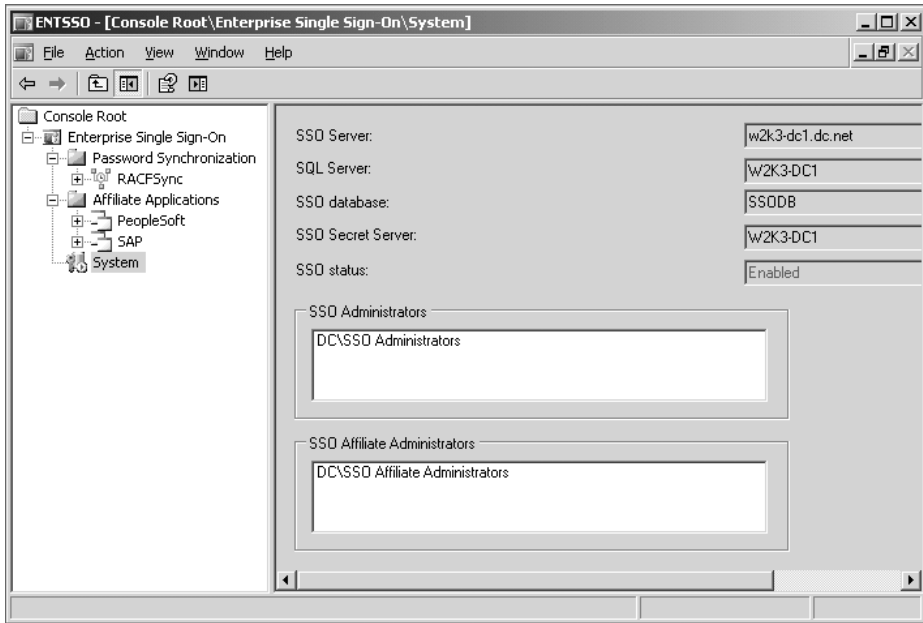 ENTSSO - [Console Root\Enterprise Single Sign-On\System]
File Action View Window Help
Console Root
Enterprise Single Sign-On
Password Synchronization
RACFSync
Affiliate Applications
PeopleSoft
SAP
System
SSO Server: w2k3-dc1.dc.net
SQL Server: W2K3-DC1
SSO database: SSODB
SSO Secret Server: W2K3-DC1
SSO status: Enabled
SSO Administrators
DC\SSO Administrators
SSO Affiliate Administrators
DC\SSO Affiliate Administrators